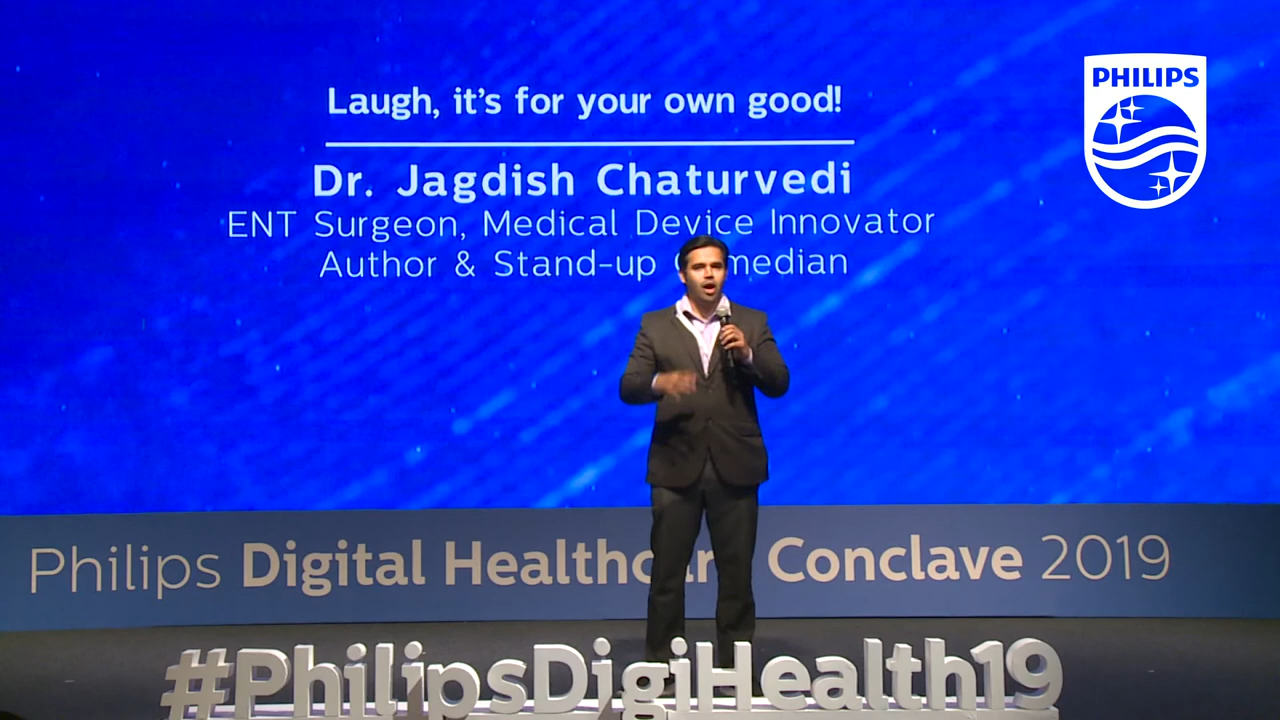 Laugh, it's for your own good!
PHILIPS
Dr. Jagdish Chaturvedi
ENT Surgeon, Medical Device Innovator
Author & Stand-up
Philips Digital Conclave 2019
#PhilipsDigiHealth19